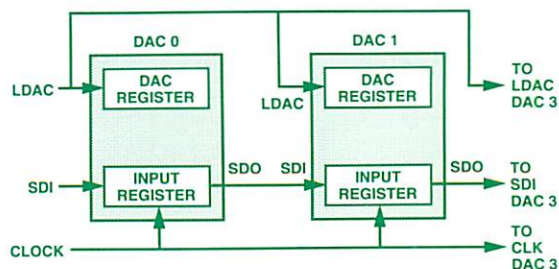 DAC 0
DAC 1
LDAC
DAC
REGISTER
LDAC
DAC
REGISTER
TO
LDAC
DAC 3
SDI
INPUT
REGISTER
SDO
SDI
INPUT
REGISTER
SDO
TO
SDI
DAC 3
CLOCK
TO
CLK
DAC 3